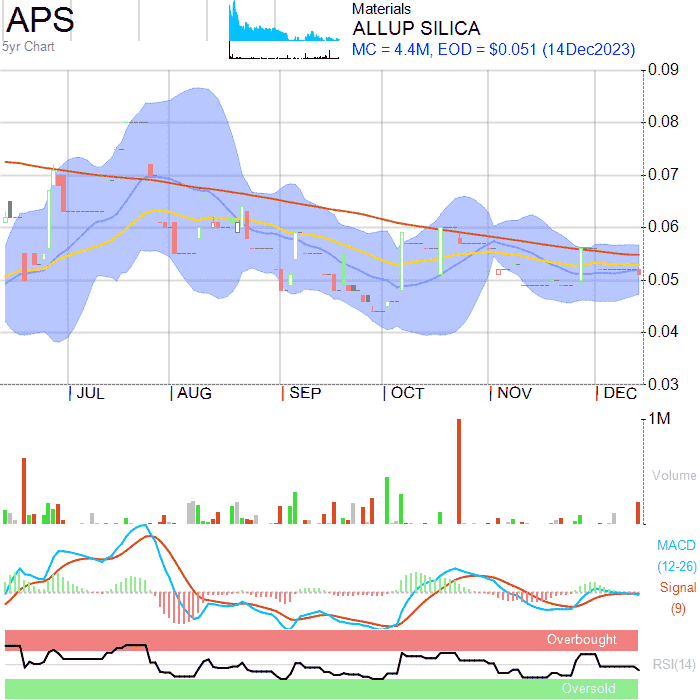 APS
5yr Chart
Materials
ALLUP SILICA
MC = 4.4M, EOD = $0.051 (14Dec2023)
0.09
0.08
0.07
0.06
0.05
0.04
0.03
JUL AUG SEP OCT NOV DEC
1M
Volume
MACD
(12-26)
Signal
(9)
Overbought
RSI(14)
Oversold